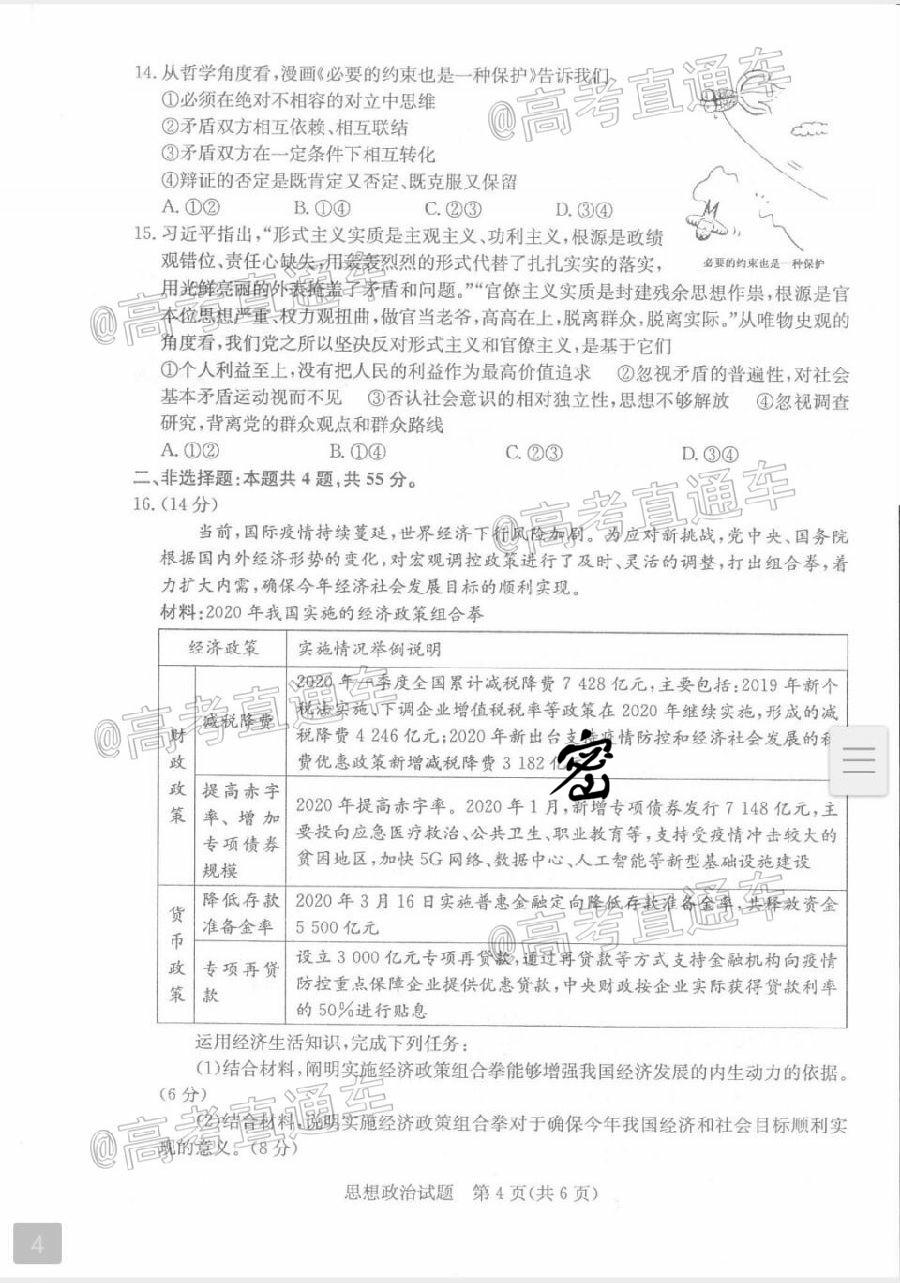 14.从哲学角度看,漫画《必要的约束也是一种保护》告诉我们
①必须在绝对不相容的对立中思维
②矛盾双方相互依赖、相互联结
③矛盾双方在一定条件下相互转化
④辩证的否定是既肯定又否定、既克服又保留
A.①② B.①④ C.②③ D.③④
必要的约束也是一种保护
15.习近平指出,“形式主义实质是主观主义、功利主义,根源是政绩
观错位、责任心缺失,用轰轰烈烈的形式代替了扎扎实实的落实,
用光鲜亮丽的外表掩盖了矛盾和问题。”“官僚主义实质是封建残余思想作祟,根源是官
本位思想严重、权力观扭曲,做官当老爷,高高在上,脱离群众,脱离实际。”从唯物史观的
角度看,我们党之所以坚决反对形式主义和官僚主义,是基于它们
①个人利益至上,没有把人民的利益作为最高价值追求 ②忽视矛盾的普遍性,对社会
基本矛盾运动视而不见 ③否认社会意识的相对独立性,思想不够解放 ④忽视调查
研究,背离党的群众观点和群众路线
A.①② B.①④ C.②③ D.③④
二、非选择题:本题共 4 题,共 55 分。
16.(14 分)
当前,国际疫情持续蔓延,世界经济下行风险加剧。为应对新挑战,党中央、国务院
根据国内外经济形势的变化,对宏观调控政策进行了及时、灵活的调整,打出组合拳,着
力扩大内需,确保今年经济社会发展目标的顺利实现。
材料:2020 年我国实施的经济政策组合拳
经济政策 实施情况举例说明
财政政策
减税降费
2020 年一季度全国累计减税降费 7 428 亿元,主要包括:2019 年新个
税法实施、下调企业增值税税率等政策在 2020 年继续实施,形成的减
税降费 4 246 亿元;2020 年新出台支持疫情防控和经济社会发展的税
费优惠政策新增减税降费 3 182 亿
密
提高赤字
率、增加
专项债券
规模
2020 年提高赤字率。2020 年 1 月,新增专项债券发行 7 148 亿元,主
要投向应急医疗救治、公共卫生、职业教育等,支持受疫情冲击较大的
贫困地区,加快 5G 网络、数据中心、人工智能等新型基础设施建设
货币政策
降低存款
准备金率
2020 年 3 月 16 日实施普惠金融定向降低存款准备金率,共释放资金
5 500 亿元
专项再贷
款
设立 3 000 亿元专项再贷款,通过再贷款等方式支持金融机构向疫情
防控重点保障企业提供优惠贷款,中央财政按企业实际获得贷款利率
的 50%进行贴息
运用经济生活知识,完成下列任务:
(1)结合材料,阐明实施经济政策组合拳能够增强我国经济发展的内生动力的依据。
(6 分)
(2)结合材料,说明实施经济政策组合拳对于确保今年我国经济和社会目标顺利实
现的意义。(8 分)
思想政治试题 第 4 页(共 6 页)
4
@高考直通车
@高考直通车
@高考直通车
@高考直通车
@高考直通车
@高考直通车